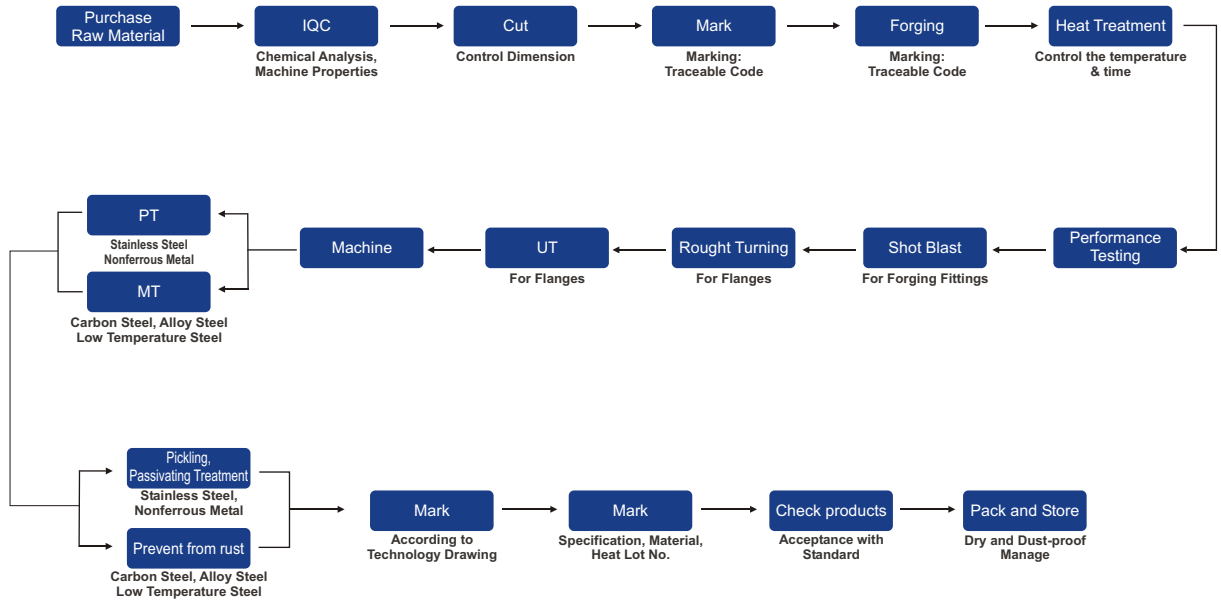 Purchase
Raw Material
IQC
Chemical Analysis,
Machine Properties
Cut
Control Dimension
Mark
Marking:
Traceable Code
Forging
Marking:
Traceable Code
Heat Treatment
Control the temperature
& time
PT
Stainless Steel
Nonferrous Metal
MT
Carbon Steel, Alloy Steel
Low Temperature Steel
Machine
UT
For Flanges
Rought Turning
For Flanges
Shot Blast
For Forging Fittings
Performance
Testing
Pickling,
Passivating Treatment
Stainless Steel,
Nonferrous Metal
Prevent from rust
Carbon Steel, Alloy Steel
Low Temperature Steel
Mark
According to
Technology Drawing
Mark
Specification, Material,
Heat Lot No.
Check products
Acceptance with
Standard
Pack and Store
Dry and Dust-proof
Manage